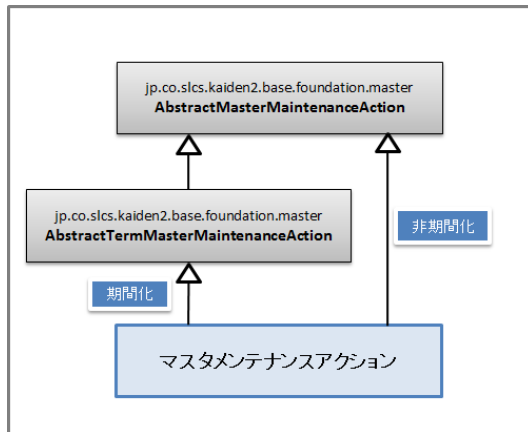 jp.co.slcs.kaiden2.base.foundation.master
AbstractMasterMaintenanceAction
jp.co.slcs.kaiden2.base.foundation.master
AbstractTermMasterMaintenanceAction
非期間化
期間化
マスタメンテナンスアクション